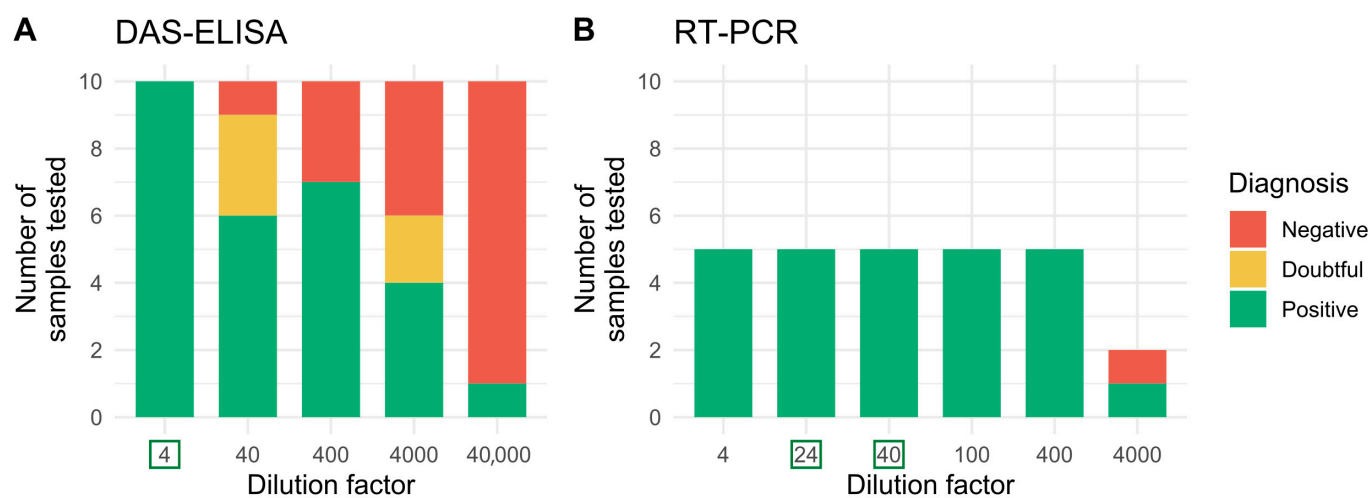 A DAS-ELISA
Number of
samples tested
10
8
6
4
2
0
4 40 400 4000 40,000
Dilution factor
B RT-PCR
Number of
samples tested
10
8
6
4
2
0
4 24 40 100 400 4000
Dilution factor
Diagnosis
Negative
Doubtful
Positive